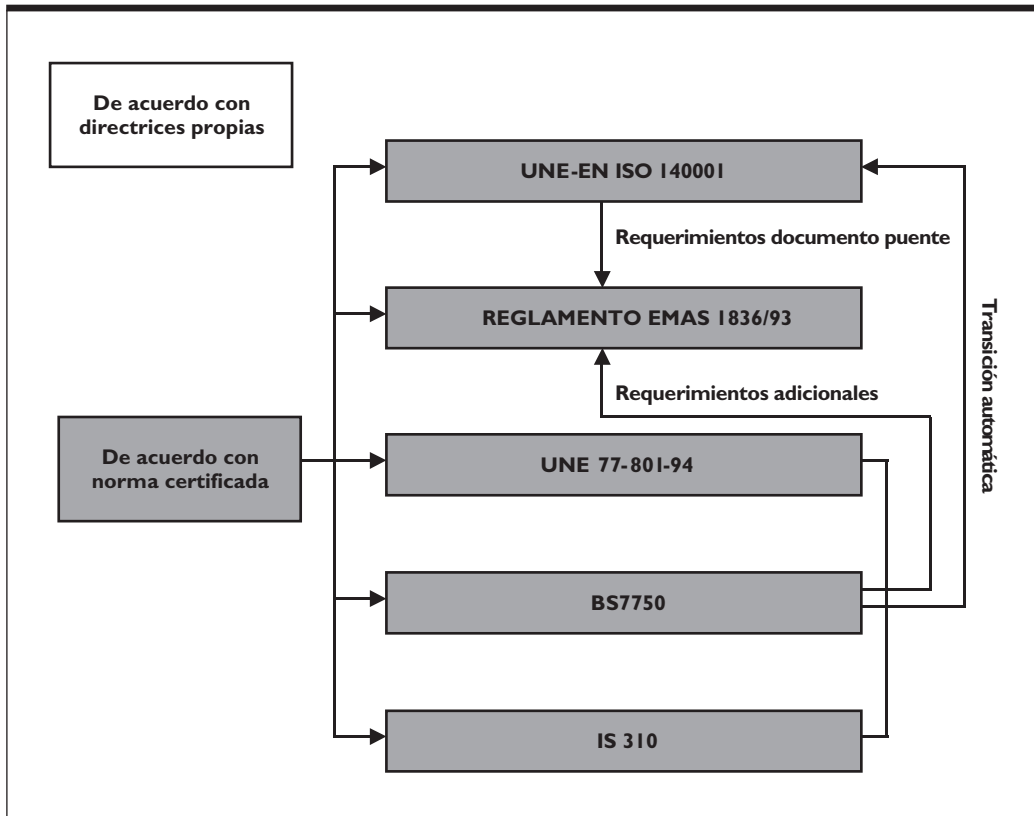 De acuerdo con
directrices propias
UNE-EN ISO 140001
Requerimientos documento puente
REGLAMENTO EMAS 1836/93
Requerimientos adicionales
Transición automática
De acuerdo con
norma certificada
UNE 77-801-94
BS7750
IS 310